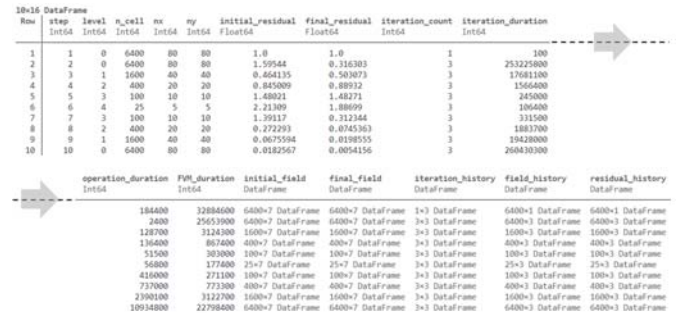 10×16 DataFrame
Row step level n_cell nx ny initial_residual final_residual iteration_count iteration_duration
Int64 Int64 Int64 Int64 Int64 Float64 Float64 Int64 Int64
1 1 0 6400 80 80 1.0 1.0 1 100
2 2 0 6400 80 80 1.59544 0.316303 3 253225800
3 3 1 1600 40 40 0.464135 0.503073 3 17681100
4 4 2 400 20 20 0.845009 0.88932 3 1566400
5 5 3 100 10 10 1.48021 1.48271 3 245000
6 6 4 25 5 5 2.21309 1.88699 3 106400
7 7 3 100 10 10 1.39117 0.312344 3 331500
8 8 2 400 20 20 0.272293 0.0745363 3 1883700
9 9 1 1600 40 40 0.0675594 0.0198555 3 19428000
10 10 0 6400 80 80 0.0182567 0.0054156 3 260430300
operation_duration FVM_duration initial_field final_field iteration_history field_history residual_history
Int64 Int64 DataFrame DataFrame DataFrame DataFrame DataFrame
184400 32884600 6400×7 DataFrame 6400×7 DataFrame 1×3 DataFrame 6400×1 DataFrame 6400×1 DataFrame
2400 25653900 6400×7 DataFrame 6400×7 DataFrame 3×3 DataFrame 6400×3 DataFrame 6400×3 DataFrame
128700 3124300 1600×7 DataFrame 1600×7 DataFrame 3×3 DataFrame 1600×3 DataFrame 1600×3 DataFrame
136400 867400 400×7 DataFrame 400×7 DataFrame 3×3 DataFrame 400×3 DataFrame 400×3 DataFrame
51500 303000 100×7 DataFrame 100×7 DataFrame 3×3 DataFrame 100×3 DataFrame 100×3 DataFrame
56800 177400 25×7 DataFrame 25×7 DataFrame 3×3 DataFrame 25×3 DataFrame 25×3 DataFrame
416000 271100 100×7 DataFrame 100×7 DataFrame 3×3 DataFrame 100×3 DataFrame 100×3 DataFrame
737000 773300 400×7 DataFrame 400×7 DataFrame 3×3 DataFrame 400×3 DataFrame 400×3 DataFrame
2390100 3122700 1600×7 DataFrame 1600×7 DataFrame 3×3 DataFrame 1600×3 DataFrame 1600×3 DataFrame
10934800 22798400 6400×7 DataFrame 6400×7 DataFrame 3×3 DataFrame 6400×3 DataFrame 6400×3 DataFrame